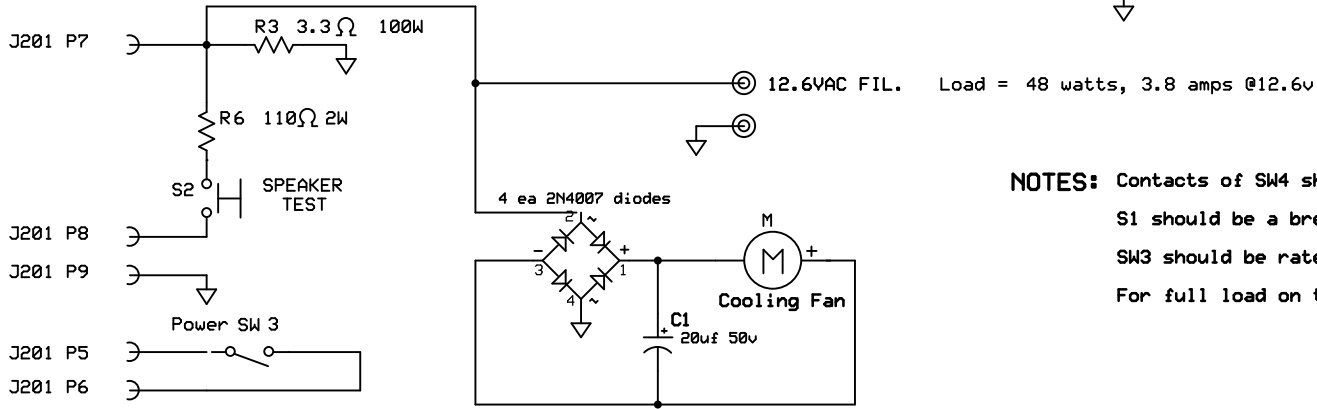 J201 P7
R3 3.3Ω 100W
12.6VAC FIL. Load = 48 watts, 3.8 amps @12.6v
R6 110Ω 2W
S2 SPEAKER
TEST
NOTES: Contacts of SW4 sh
S1 should be a bre
SW3 should be rate
For full load on t
4 ea 2N4007 diodes
2 ~
- +
3 1
4 ~
M
M +
Cooling Fan
C1
+
20uf 50v
J201 P8
J201 P9
Power SW 3
J201 P5
J201 P6